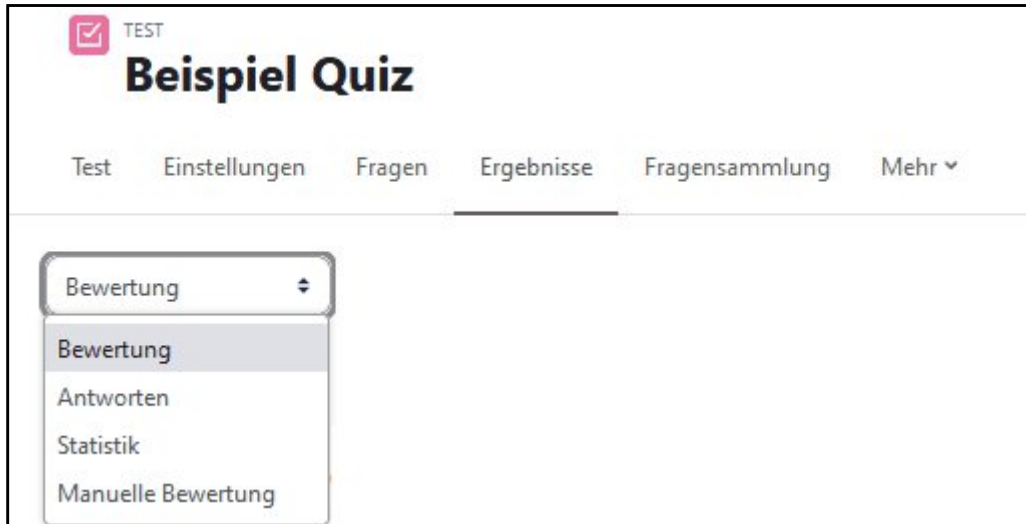 TEST
Beispiel Quiz
Test Einstellungen Fragen Ergebnisse Fragensammlung Mehr
Bewertung
Bewertung
Antworten
Statistik
Manuelle Bewertung